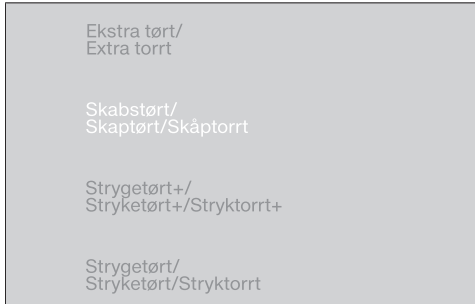 Ekstra tørt/
Extra torrt
Skabstørt/
Skaptørt/Skåptorrt
Strygetørt+/
Stryketørt+/Stryktorrt+
Strygetørt/
Stryketørt/Stryktorrt